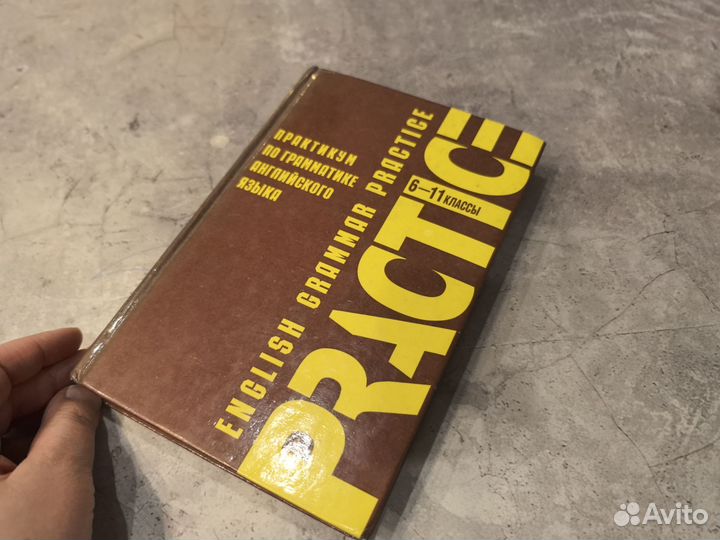 ПРАКТИКУМ
ПО ГРАММАТИКЕ
АНГЛИЙСКОГО
ЯЗЫКА
ENGLISH GRAMMAR PRACTICE
6—11 КЛАССЫ
PRACTICE
Avito